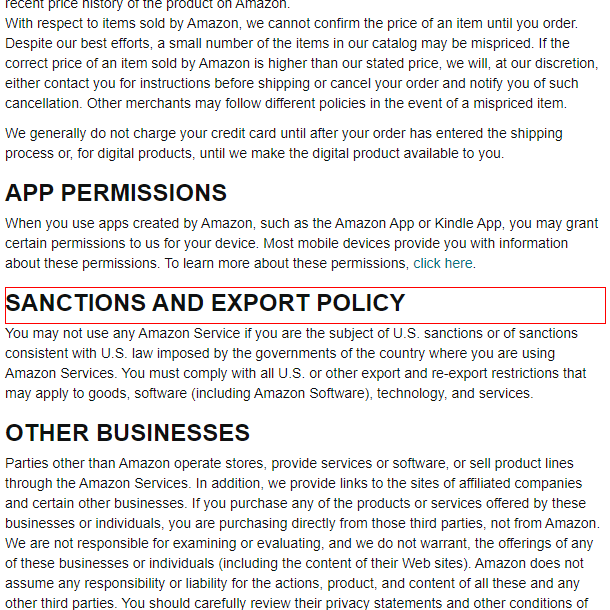 recent price history of the product on Amazon.
With respect to items sold by Amazon, we cannot confirm the price of an item until you order.
Despite our best efforts, a small number of the items in our catalog may be mispriced. If the
correct price of an item sold by Amazon is higher than our stated price, we will, at our discretion,
either contact you for instructions before shipping or cancel your order and notify you of such
cancellation. Other merchants may follow different policies in the event of a mispriced item.
We generally do not charge your credit card until after your order has entered the shipping
process or, for digital products, until we make the digital product available to you.
APP PERMISSIONS
When you use apps created by Amazon, such as the Amazon App or Kindle App, you may grant
certain permissions to us for your device. Most mobile devices provide you with information
about these permissions. To learn more about these permissions, click here.
SANCTIONS AND EXPORT POLICY
You may not use any Amazon Service if you are the subject of U.S. sanctions or of sanctions
consistent with U.S. law imposed by the governments of the country where you are using
Amazon Services. You must comply with all U.S. or other export and re-export restrictions that
may apply to goods, software (including Amazon Software), technology, and services.
OTHER BUSINESSES
Parties other than Amazon operate stores, provide services or software, or sell product lines
through the Amazon Services. In addition, we provide links to the sites of affiliated companies
and certain other businesses. If you purchase any of the products or services offered by these
businesses or individuals, you are purchasing directly from those third parties, not from Amazon.
We are not responsible for examining or evaluating, and we do not warrant, the offerings of any
of these businesses or individuals (including the content of their Web sites). Amazon does not
assume any responsibility or liability for the actions, product, and content of all these and any
other third parties. You should carefully review their privacy statements and other conditions of